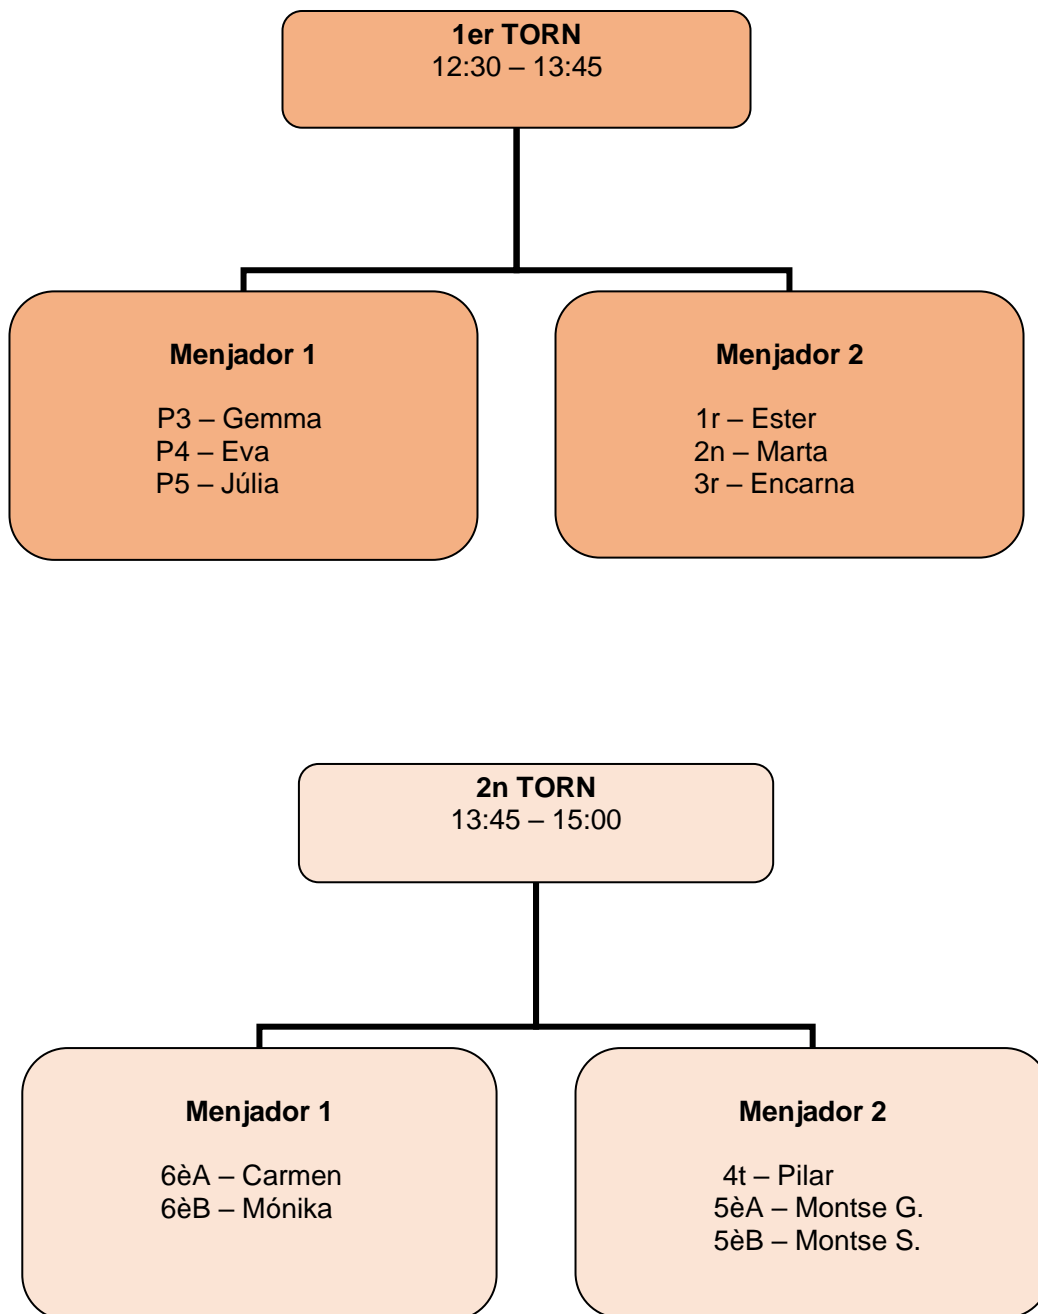 1er TORN
12:30 – 13:45
Menjador 1
P3 – Gemma
P4 – Eva
P5 – Júlia
Menjador 2
1r – Ester
2n – Marta
3r – Encarna
2n TORN
13:45 – 15:00
Menjador 1
6èA – Carmen
6èB – Mónika
Menjador 2
4t – Pilar
5èA – Montse G.
5èB – Montse S.